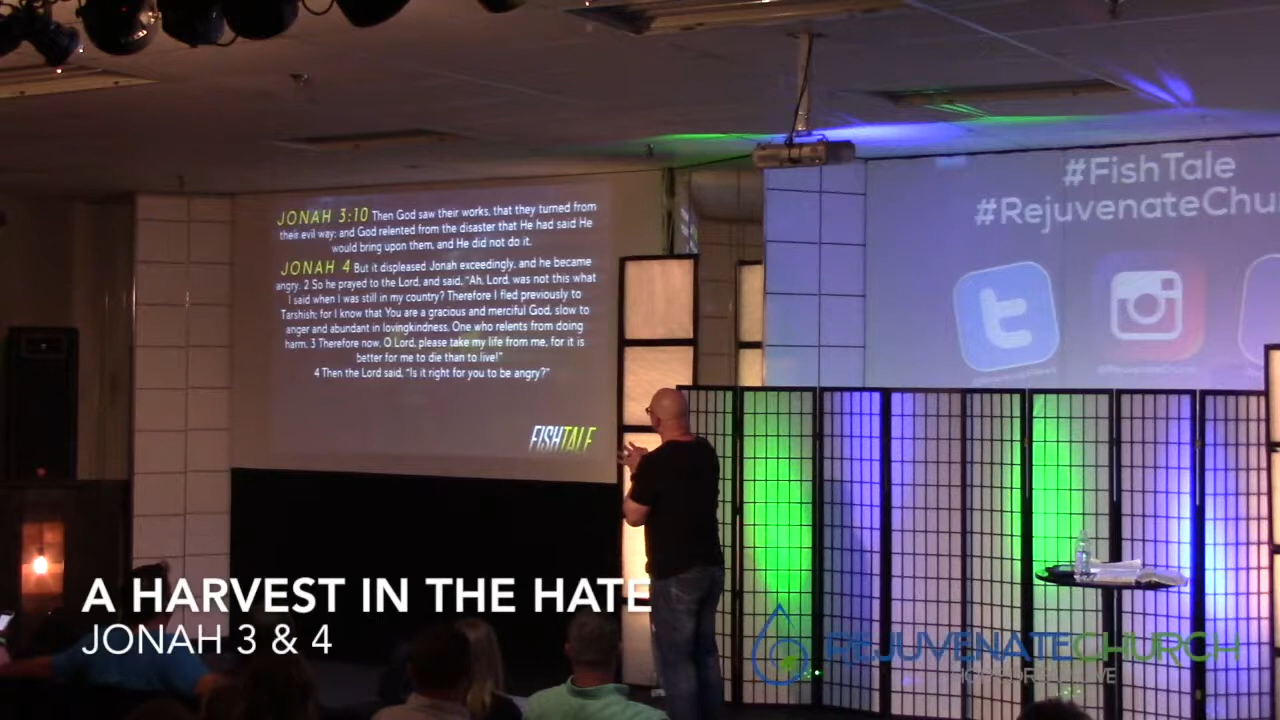 #FishTale
#RejuvenateChu
JONAH 3:10 Then God saw their works, that they turned from
their evil way; and God relented from the disaster that He had said He
would bring upon them, and He did not do it.
JONAH 4 But it displeased Jonah exceedingly, and he became
angry. 2 So he prayed to the Lord, and said, "Ah, Lord, was not this what
I said when I was still in my country? Therefore I fled previously to
Tarshish; for I know that You are a gracious and merciful God, slow to
anger and abundant in lovingkindness, One who relents from doing
harm. 3 Therefore now, O Lord, please take my life from me, for it is
better for me to die than to live!"
4 Then the Lord said, "Is it right for you to be angry?"
FISHTALE
@RejuvenateChurch
A HARVEST IN THE HATE
JONAH 3 & 4
REJUVENATECHURCH